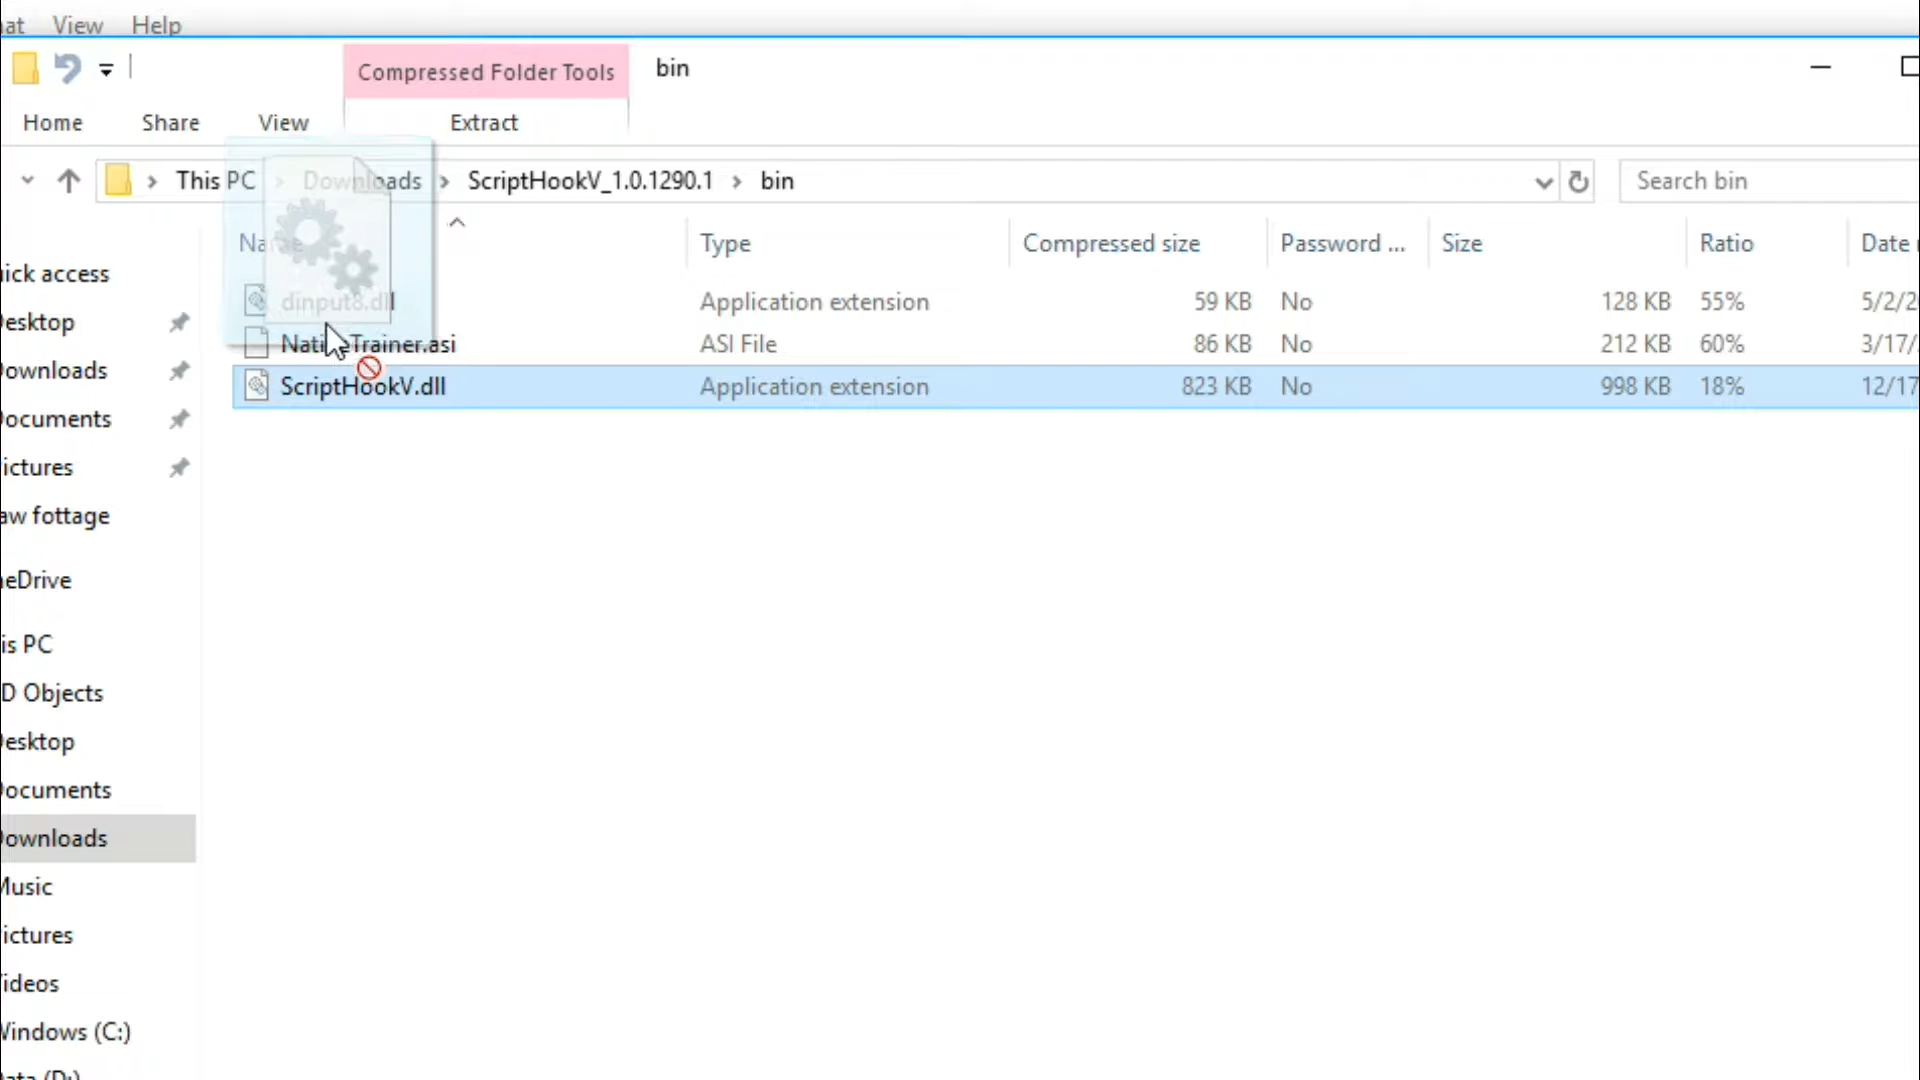 at View Help
Compressed Folder Tools bin
Home Share View Extract
This PC Downloads ScriptHookV_1.0.1290.1 bin Search bin
Name Type Compressed size Password ... Size Ratio Date
uick access
dinput8.dll Application extension 59 KB No 128 KB 55% 5/2/2
esktop
NativeTrainer.asi ASI File 86 KB No 212 KB 60% 3/17/
ownloads
ScriptHookV.dll Application extension 823 KB No 998 KB 18% 12/17
ocuments
ictures
aw fottage
eDrive
is PC
D Objects
esktop
ocuments
ownloads
Music
ictures
ideos
Windows (C:)
ata (D:)